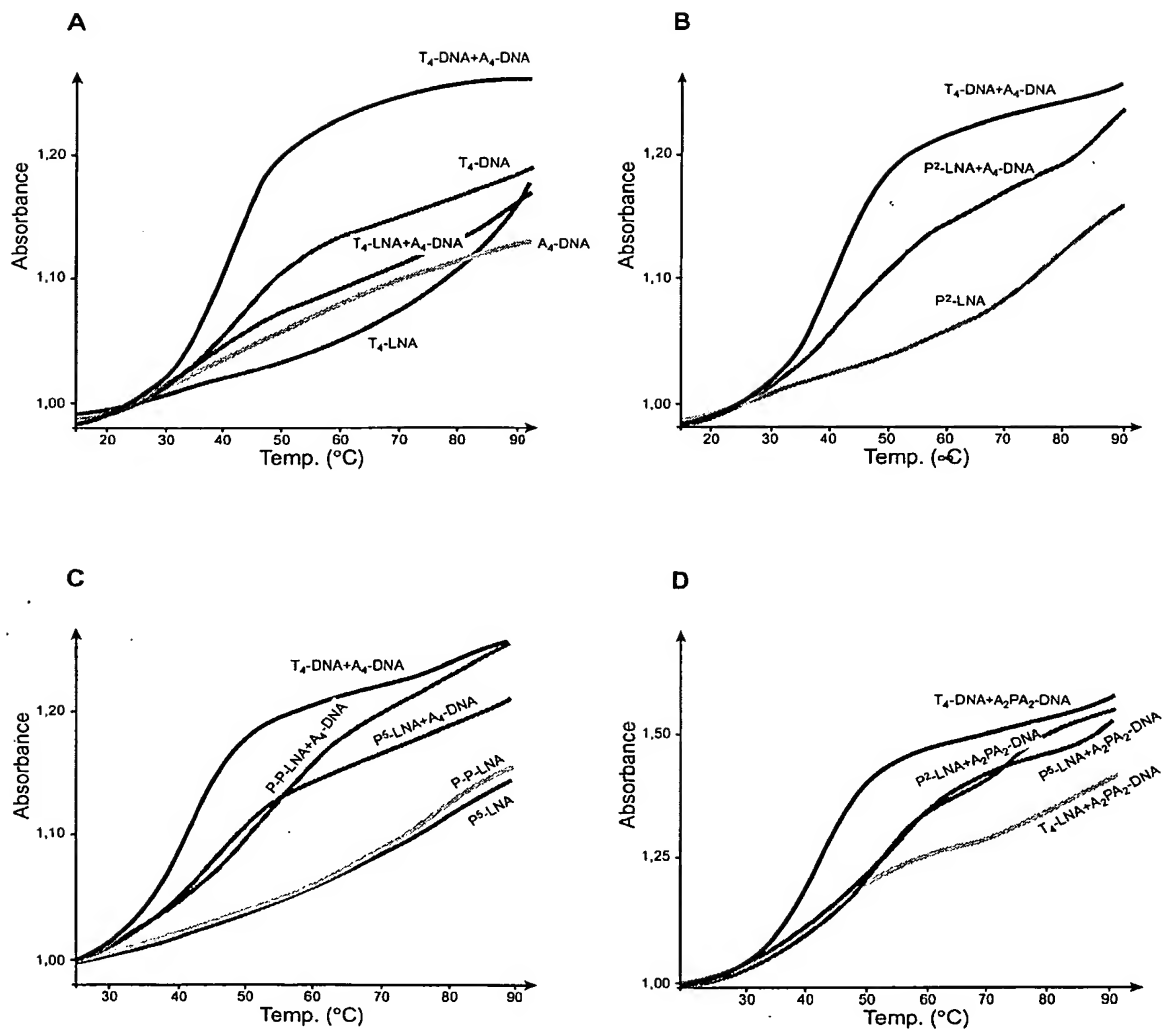 A
T₄-DNA+A₄-DNA
T₄-DNA
T₄-LNA+A₄-DNA
A₄-DNA
T₄-LNA
Absorbance
1,20
1,10
1,00
20 30 40 50 60 70 80 90
Temp. (°C)
B
T₄-DNA+A₄-DNA
P²-LNA+A₄-DNA
P²-LNA
Absorbance
1,20
1,10
1,00
20 30 40 50 60 70 80 90
Temp. (∞C)
C
T₄-DNA+A₄-DNA
P-P-LNA+A₄-DNA
P⁵-LNA+A₄-DNA
P-P-LNA
P⁵-LNA
Absorbance
1,20
1,10
1,00
30 40 50 60 70 80 90
Temp. (°C)
D
T₄-DNA+A₂PA₂-DNA
P²-LNA+A₂PA₂-DNA
P⁵-LNA+A₂PA₂-DNA
T₄-LNA+A₂PA₂-DNA
Absorbance
1,50
1,25
1,00
30 40 50 60 70 80 90
Temp. (°C)